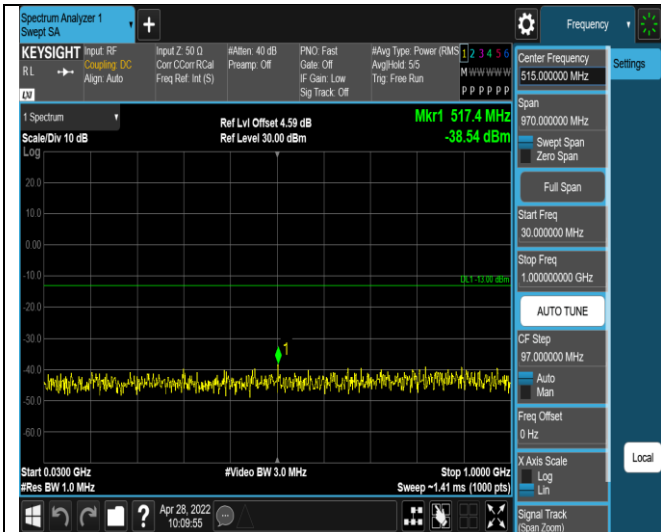 Spectrum Analyzer 1
Swept SA
Frequency
KEYSIGHT
Input: RF
Input Z: 50 Ω
#Atten: 40 dB
PNO: Fast
#Avg Type: Power (RMS
1 2 3 4 5 6
RL
Coupling: DC
Corr CCorr RCal
Preamp: Off
Gate: Off
Avg|Hold: 5/5
M W W W W W
Align: Auto
Freq Ref: Int (S)
IF Gain: Low
Trig: Free Run
P P P P P P
Sig Track: Off
LXI
1 Spectrum
Ref Lvl Offset 4.59 dB
Mkr1 517.4 MHz
Scale/Div 10 dB
Ref Level 30.00 dBm
-38.54 dBm
Log
20.0
10.0
0.00
-10.0
DL1 -13.00 dBm
-20.0
-30.0
1
-40.0
-50.0
-60.0
Start 0.0300 GHz
#Video BW 3.0 MHz
Stop 1.0000 GHz
#Res BW 1.0 MHz
Sweep ~1.41 ms (1000 pts)
?
Apr 28, 2022
10:09:55
Center Frequency
515.000000 MHz
Settings
Span
970.000000 MHz
Swept Span
Zero Span
Full Span
Start Freq
30.000000 MHz
Stop Freq
1.000000000 GHz
AUTO TUNE
CF Step
97.000000 MHz
Auto
Man
Freq Offset
0 Hz
X Axis Scale
Log
Lin
Local
Signal Track
(Span Zoom)